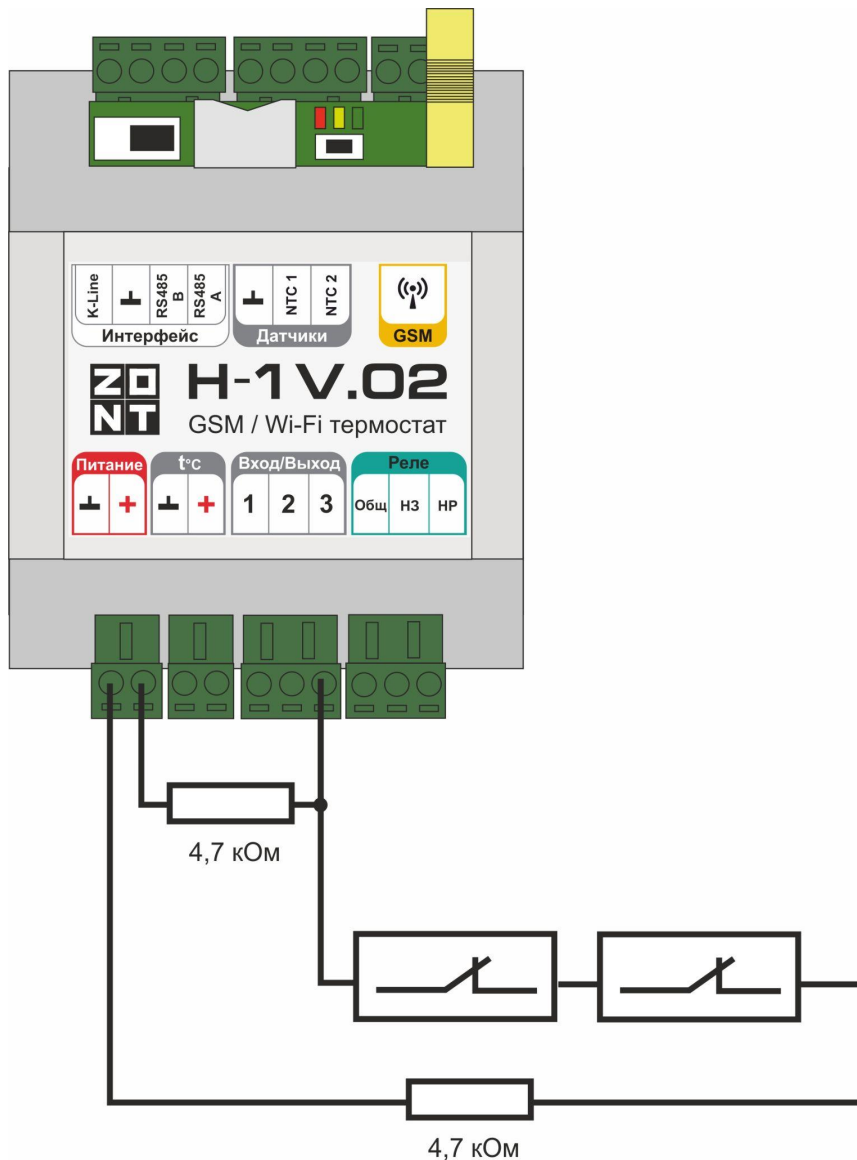 K-Line
RS485 B
RS485 A
NTC 1
NTC 2
Интерфейс
Датчики
GSM
ZONT
H-1V.02
GSM / Wi-Fi термостат
Питание
t°C
Вход/Выход
Реле
+
+
1 2 3
Общ НЗ НР
4,7 кОм
4,7 кОм